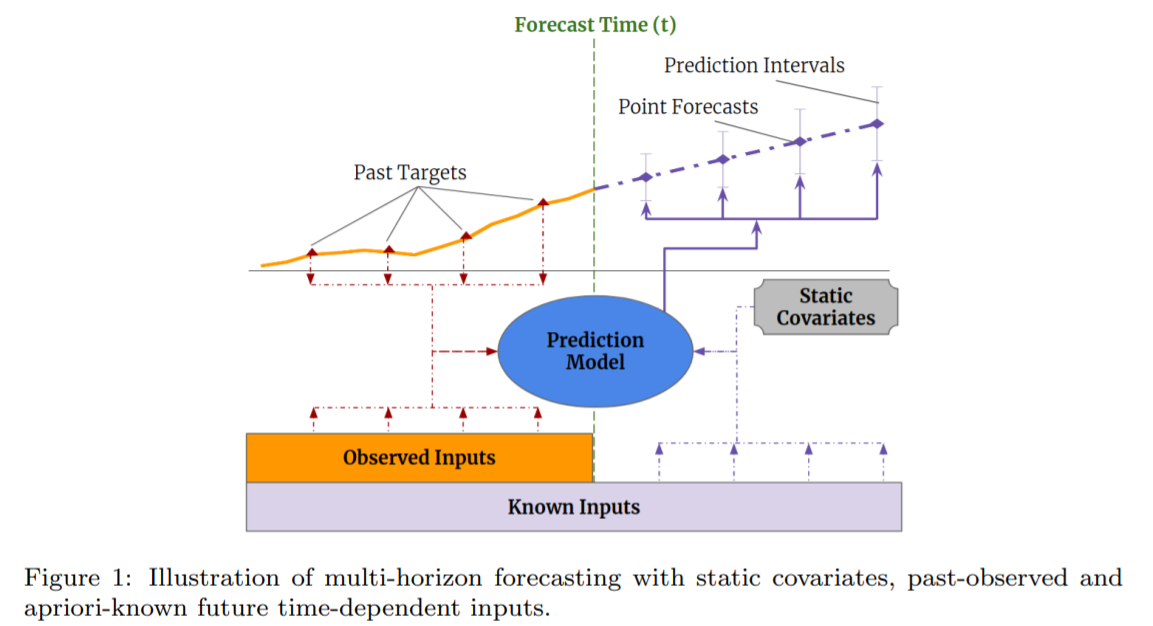 Forecast Time (t)
Prediction Intervals
Point Forecasts
Past Targets
Static
Covariates
Prediction
Model
Observed Inputs
Known Inputs
Figure 1: Illustration of multi-horizon forecasting with static covariates, past-observed and
apriori-known future time-dependent inputs.